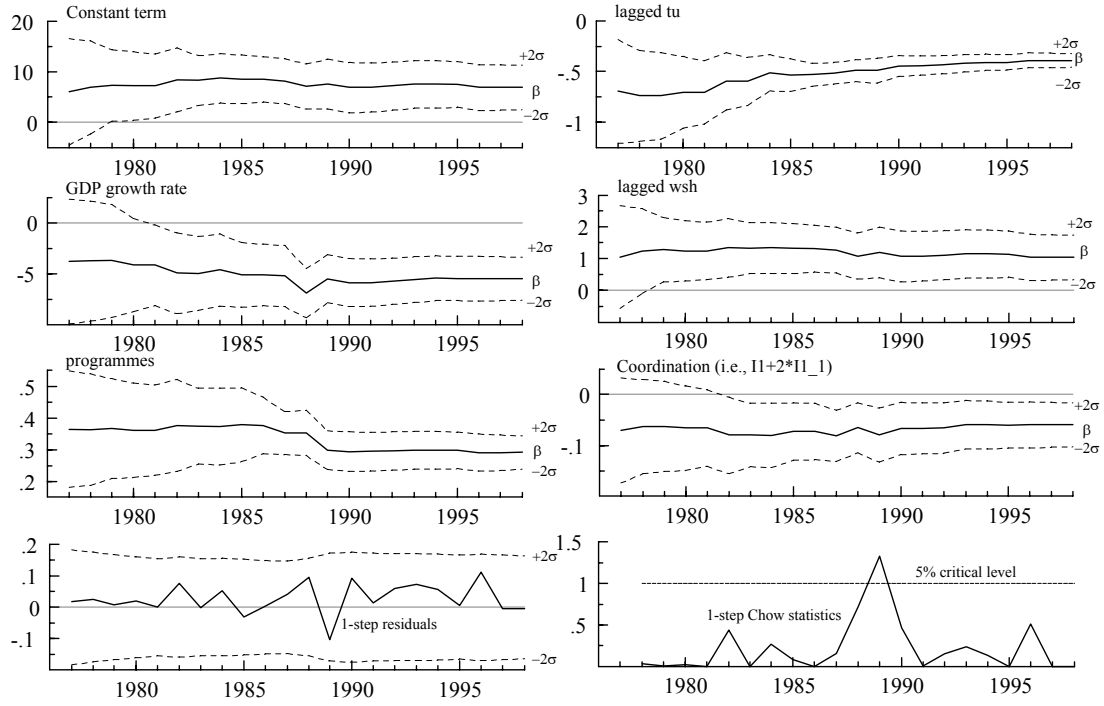 Constant term
20
10
0
+2σ
β
−2σ
1980 1985 1990 1995
lagged tu
0
-.5
-1
+2σ
β
−2σ
1980 1985 1990 1995
GDP growth rate
0
-5
+2σ
β
−2σ
1980 1985 1990 1995
lagged wsh
3
2
1
0
+2σ
β
−2σ
1980 1985 1990 1995
programmes
.5
.4
.3
.2
+2σ
β
−2σ
1980 1985 1990 1995
Coordination (i.e., I1+2*I1_1)
0
-.1
+2σ
β
−2σ
1980 1985 1990 1995
.2
.1
0
-.1
+2σ
1-step residuals
−2σ
1980 1985 1990 1995
1.5
1
.5
5% critical level
1-step Chow statistics
1980 1985 1990 1995